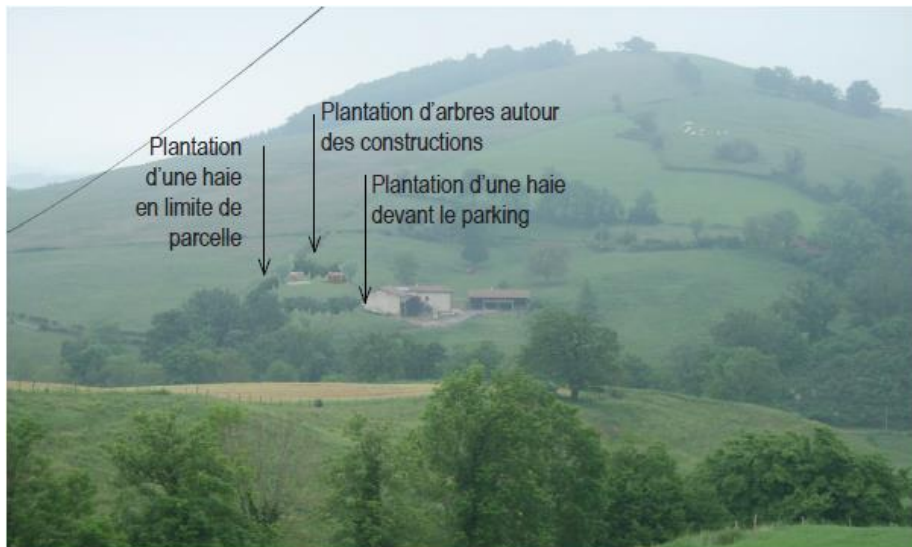 Plantation
d'une haie
en limite de
parcelle
Plantation d'arbres autour
des constructions
Plantation d'une haie
devant le parking